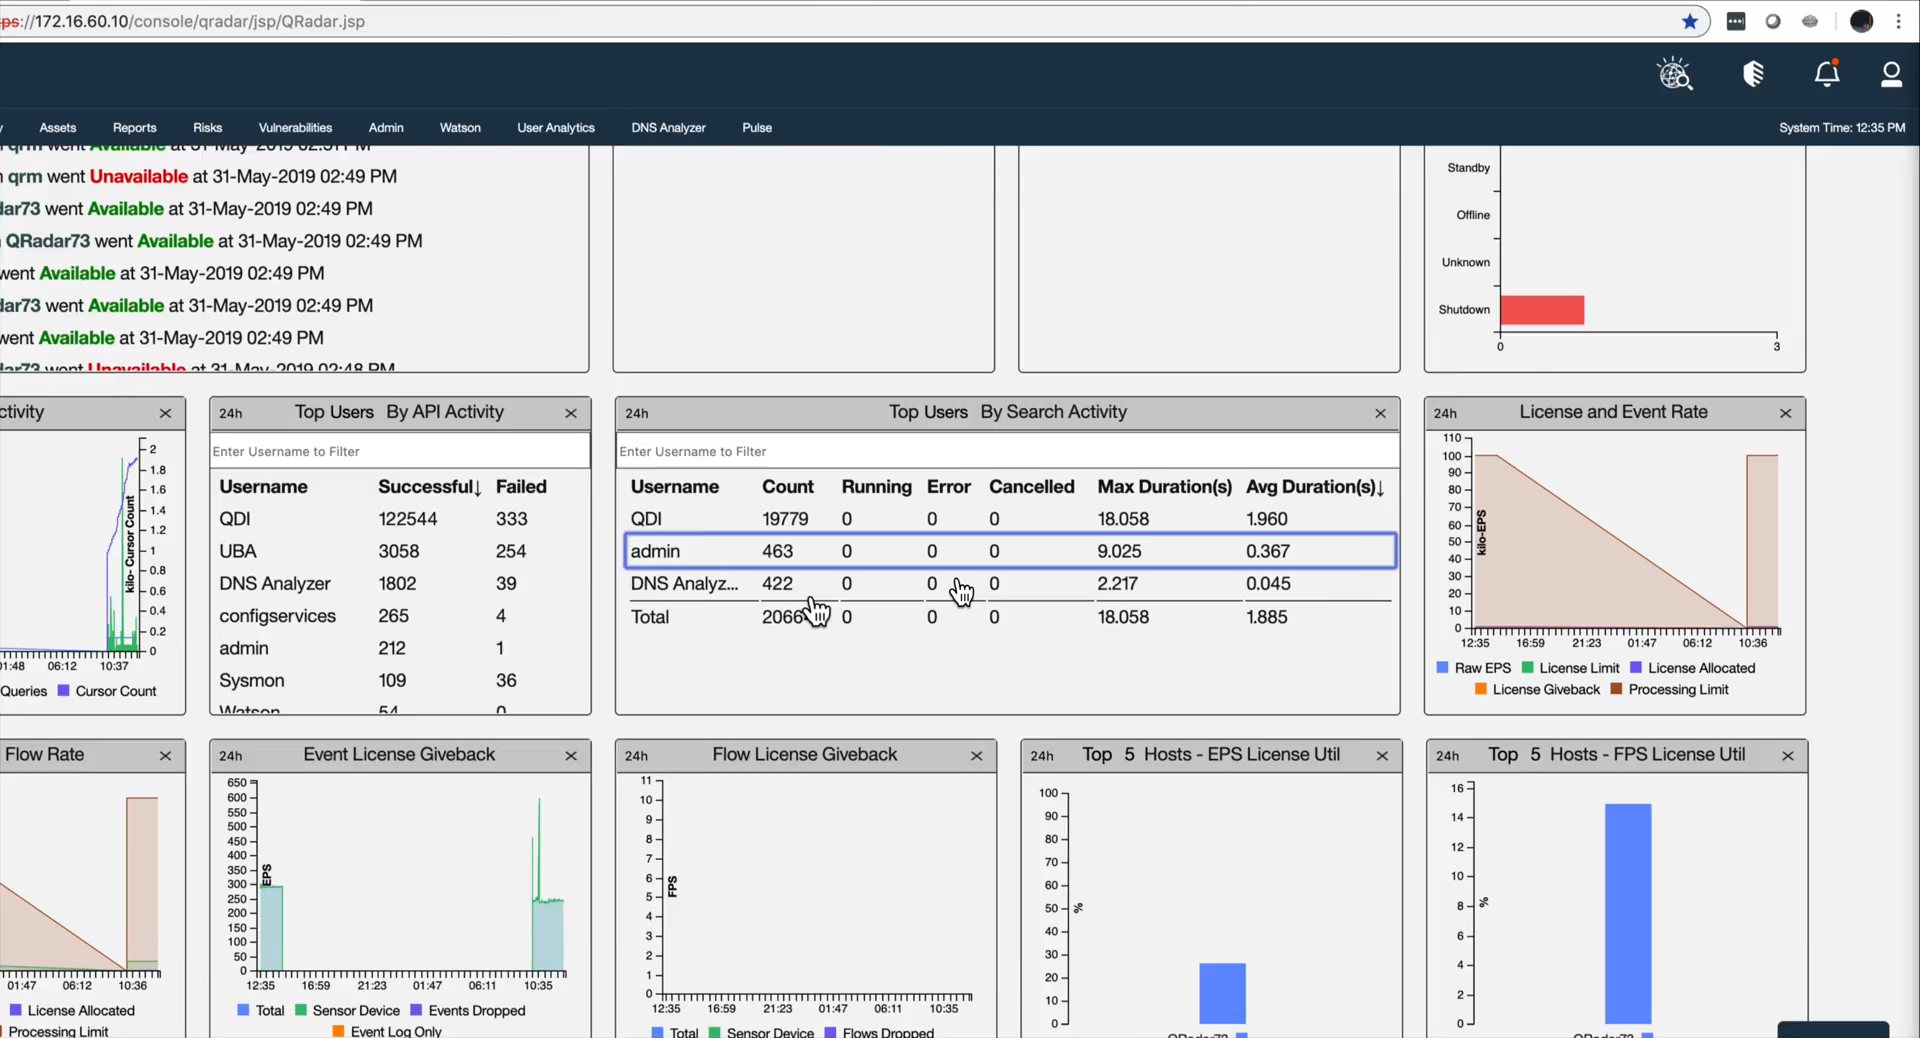 ps://172.16.60.10/console/qradar/jsp/QRadar.jsp
Assets Reports Risks Vulnerabilities Admin Watson User Analytics DNS Analyzer Pulse System Time: 12:35 PM
qrm went Unavailable at 31-May-2019 02:49 PM
dar73 went Available at 31-May-2019 02:49 PM
QRadar73 went Available at 31-May-2019 02:49 PM
went Available at 31-May-2019 02:49 PM
dar73 went Available at 31-May-2019 02:49 PM
went Available at 31-May-2019 02:49 PM
dar73 went Unavailable at 31-May-2019 02:48 PM
Standby
Offline
Unknown
Shutdown
0 3
ctivity
2
1.8
1.6
1.4
1.2
1
0.8
0.6
0.4
0.2
0
kilo- Cursor Count
01:48 06:12 10:37
Queries Cursor Count
24h Top Users By API Activity
Enter Username to Filter
Username Successful↓ Failed
QDI 122544 333
UBA 3058 254
DNS Analyzer 1802 39
configservices 265 4
admin 212 1
Sysmon 109 36
Watson 54 0
24h Top Users By Search Activity
Enter Username to Filter
Username Count Running Error Cancelled Max Duration(s) Avg Duration(s)↓
QDI 19779 0 0 0 18.058 1.960
admin 463 0 0 0 9.025 0.367
DNS Analyz... 422 0 0 0 2.217 0.045
Total 2066 0 0 0 18.058 1.885
24h License and Event Rate
110
100
90
80
70
60
50
40
30
20
10
0
kilo-EPS
12:35 16:59 21:23 01:47 06:12 10:36
Raw EPS License Limit License Allocated
License Giveback Processing Limit
Flow Rate
01:47 06:12 10:36
License Allocated
Processing Limit
24h Event License Giveback
650
600
550
500
450
400
350
300
250
200
150
100
50
0
EPS
12:35 16:59 21:23 01:47 06:11 10:35
Total Sensor Device Events Dropped
Event Log Only
24h Flow License Giveback
11
10
9
8
7
6
5
4
3
2
1
0
FPS
12:35 16:59 21:23 01:47 06:11 10:35
Total Sensor Device Flows Dropped
24h Top 5 Hosts - EPS License Util
100
90
80
70
60
50
40
30
20
10
0
%
QRadar73
24h Top 5 Hosts - FPS License Util
16
14
12
10
8
6
4
2
0
%
QRadar73